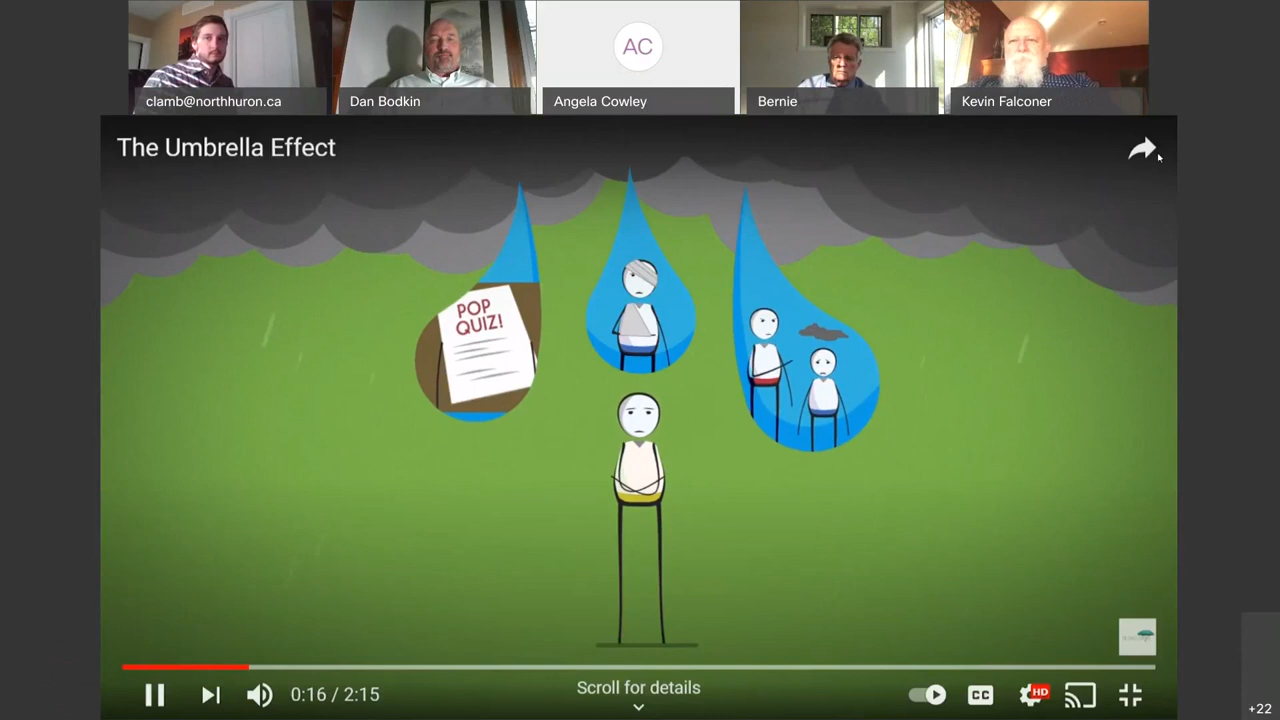 clamb@northhuron.ca
Dan Bodkin
AC
Angela Cowley
Bernie
Kevin Falconer
The Umbrella Effect
POP
QUIZ!
0:16 / 2:15
Scroll for details
CC
HD
+22